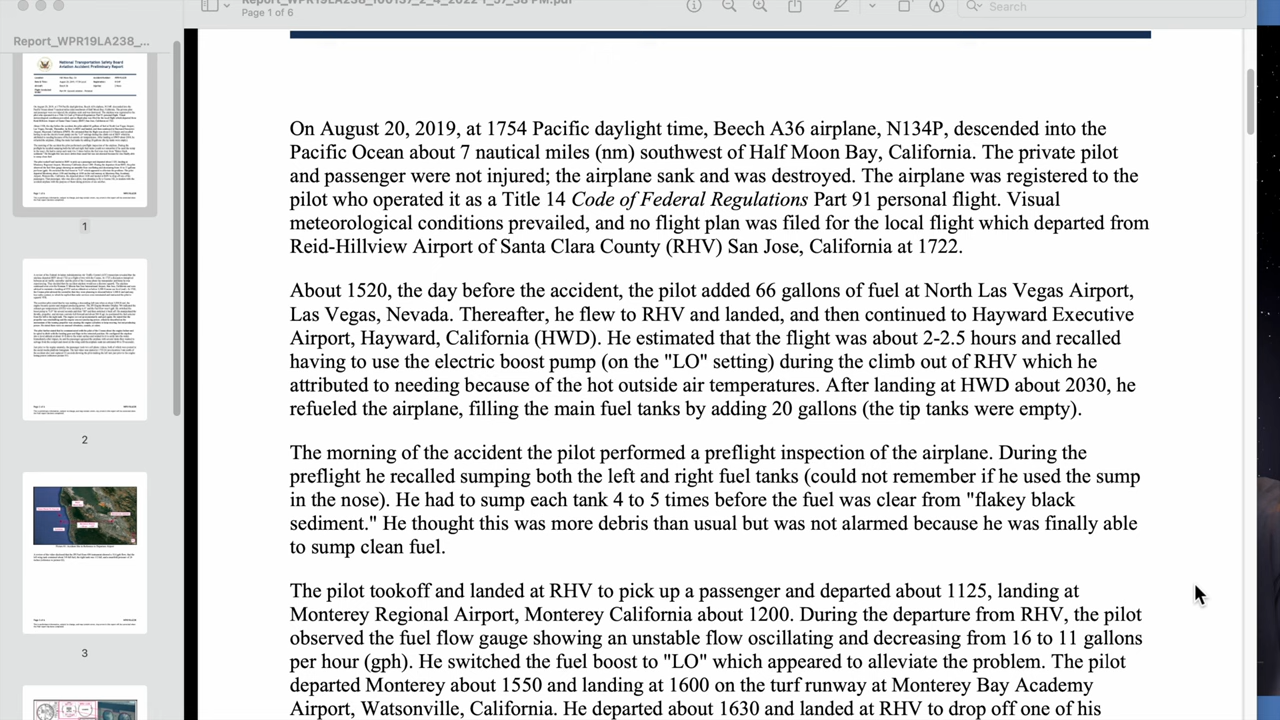 Report_WPR19LA238_100137_2_4_2022 1_57_38 PM.pdf
Page 1 of 6
Search
Report_WPR19LA238_...
National Transportation Safety Board
Aviation Accident Preliminary Report
1
2
3
On August 20, 2019, at Pacific daylight time, Beech A36 airplane, N134P, descended into the
Pacific Ocean about 7 nautical miles (nm) southwest of Half Moon Bay, California. The private pilot
and passenger were not injured; the airplane sank and was destroyed. The airplane was registered to the
pilot who operated it as a Title 14 Code of Federal Regulations Part 91 personal flight. Visual
meteorological conditions prevailed, and no flight plan was filed for the local flight which departed from
Reid-Hillview Airport of Santa Clara County (RHV) San Jose, California at 1722.
About 1520, the day before the accident, the pilot added 66 gallons of fuel at North Las Vegas Airport,
Las Vegas, Nevada. Thereafter, he flew to RHV and landed, and then continued to Hayward Executive
Airport, Hayward, California (HWD). He estimated that the flight was about 2-2.5 hours and recalled
having to use the electric boost pump (on the "LO" setting) during the climb out of RHV which he
attributed to needing because of the hot outside air temperatures. After landing at HWD about 2030, he
refueled the airplane, filling the main fuel tanks by adding 20 gallons (the tip tanks were empty).
The morning of the accident the pilot performed a preflight inspection of the airplane. During the
preflight he recalled sumping both the left and right fuel tanks (could not remember if he used the sump
in the nose). He had to sump each tank 4 to 5 times before the fuel was clear from "flakey black
sediment." He thought this was more debris than usual but was not alarmed because he was finally able
to sump clean fuel.
The pilot tookoff and landed at RHV to pick up a passenger and departed about 1125, landing at
Monterey Regional Airport, Monterey California about 1200. During the departure from RHV, the pilot
observed the fuel flow gauge showing an unstable flow oscillating and decreasing from 16 to 11 gallons
per hour (gph). He switched the fuel boost to "LO" which appeared to alleviate the problem. The pilot
departed Monterey about 1550 and landing at 1600 on the turf runway at Monterey Bay Academy
Airport, Watsonville, California. He departed about 1630 and landed at RHV to drop off one of his